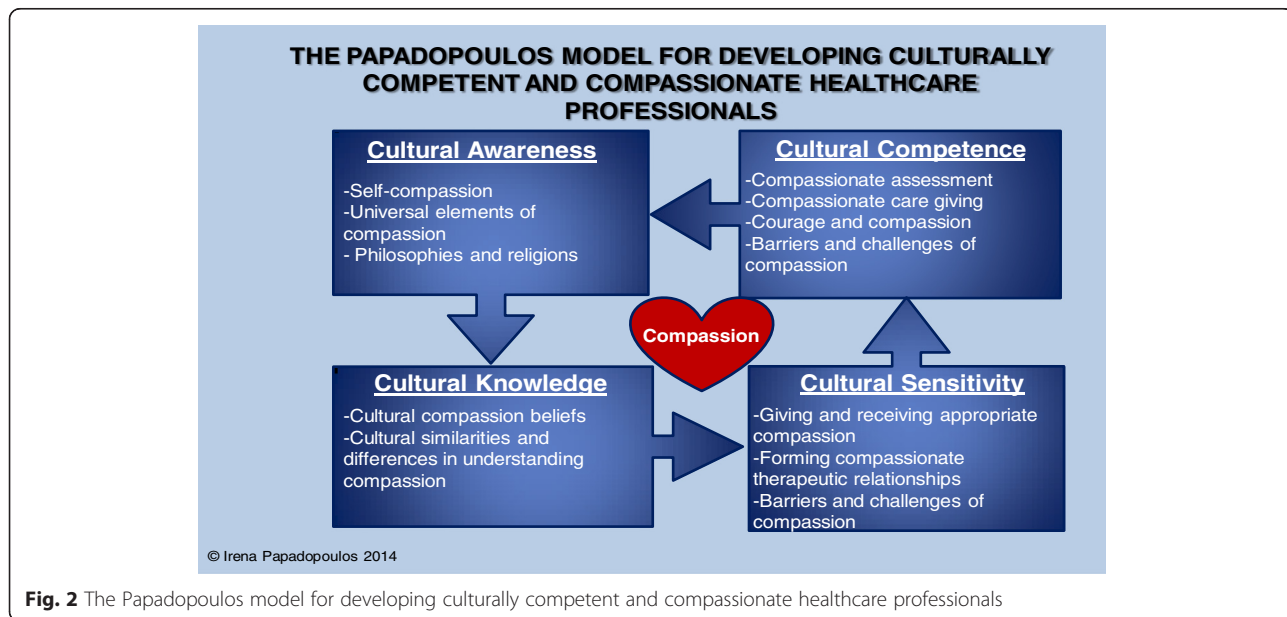 THE PAPADOPOULOS MODEL FOR DEVELOPING CULTURALLY
COMPETENT AND COMPASSIONATE HEALTHCARE
PROFESSIONALS
Cultural Awareness
-Self-compassion
-Universal elements of
compassion
- Philosophies and religions
Cultural Competence
-Compassionate assessment
-Compassionate care giving
-Courage and compassion
-Barriers and challenges of
compassion
Compassion
Cultural Knowledge
-Cultural compassion beliefs
-Cultural similarities and
differences in understanding
compassion
Cultural Sensitivity
-Giving and receiving appropriate
compassion
-Forming compassionate
therapeutic relationships
-Barriers and challenges of
compassion
© Irena Papadopoulos 2014
Fig. 2 The Papadopoulos model for developing culturally competent and compassionate healthcare professionals